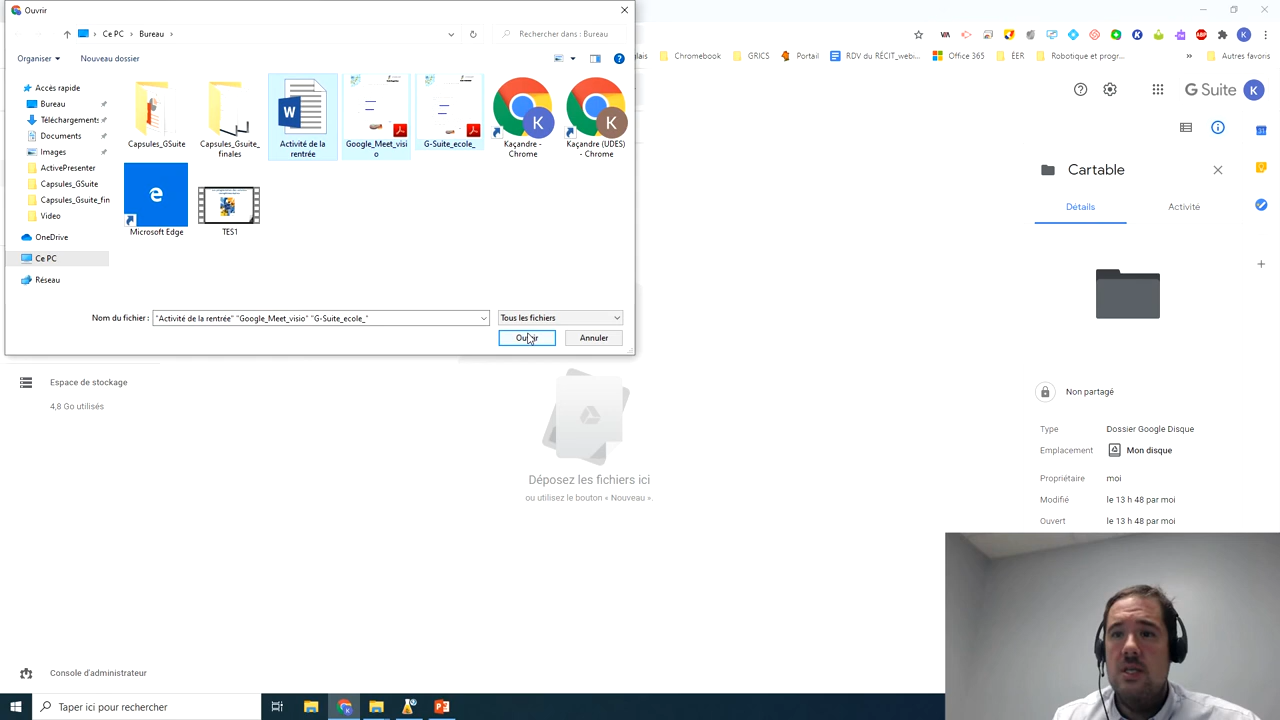 Ouvrir
Ce PC
Bureau
Rechercher dans : Bureau
Organiser
Nouveau dossier
Accès rapide
Bureau
Téléchargements
Documents
Images
ActivePresenter
Capsules_GSuite
Capsules_Gsuite_fin
Video
OneDrive
Ce PC
Réseau
Capsules_GSuite
Capsules_Gsuite_
finales
Activité de la
rentrée
Google_Meet_visi
o
G-Suite_ecole_
Kaçandre -
Chrome
Kaçandre (UDES)
- Chrome
Microsoft Edge
TES1
Nom du fichier :
"Activité de la rentrée" "Google_Meet_visio" "G-Suite_ecole_"
Tous les fichiers
Ouvrir
Annuler
Chromebook
GRICS
Portail
RDV du RÉCIT_webi...
Office 365
ÉER
Robotique et progr...
Autres favoris
G Suite
K
Cartable
Détails
Activité
Non partagé
Type
Dossier Google Disque
Emplacement
Mon disque
Propriétaire
moi
Modifié
le 13 h 48 par moi
Ouvert
le 13 h 48 par moi
Espace de stockage
4,8 Go utilisés
Déposez les fichiers ici
ou utilisez le bouton « Nouveau ».
Console d'administrateur
Taper ici pour rechercher